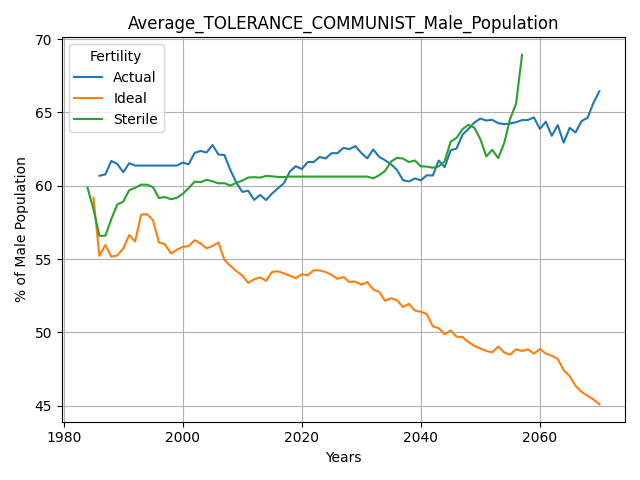 Average_TOLERANCE_COMMUNIST_Male_Population
% of Male Population
70
65
60
55
50
45
Fertility
Actual
Ideal
Sterile
1980
2000
2020
2040
2060
Years